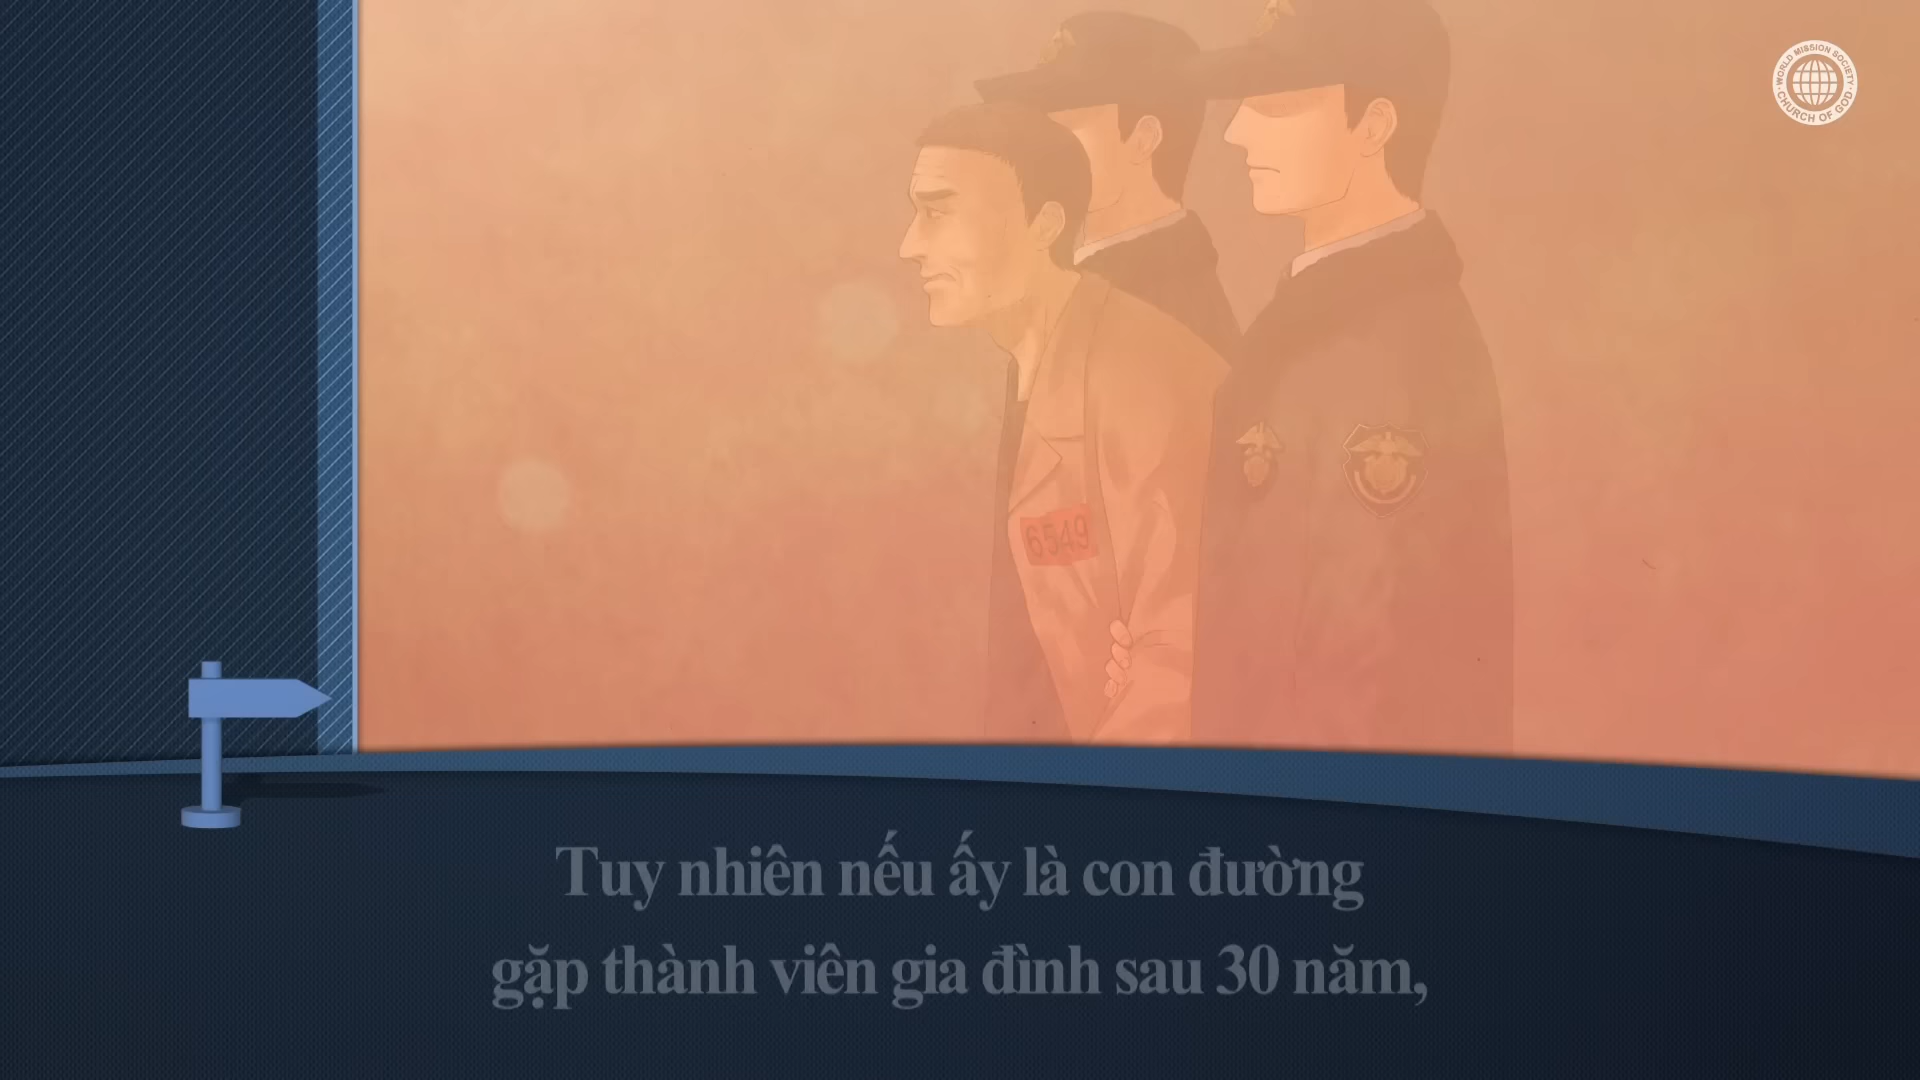 WORLD MISSION SOCIETY
CHURCH OF GOD
6549
Tuy nhiên nếu ấy là con đường
gặp thành viên gia đình sau 30 năm,